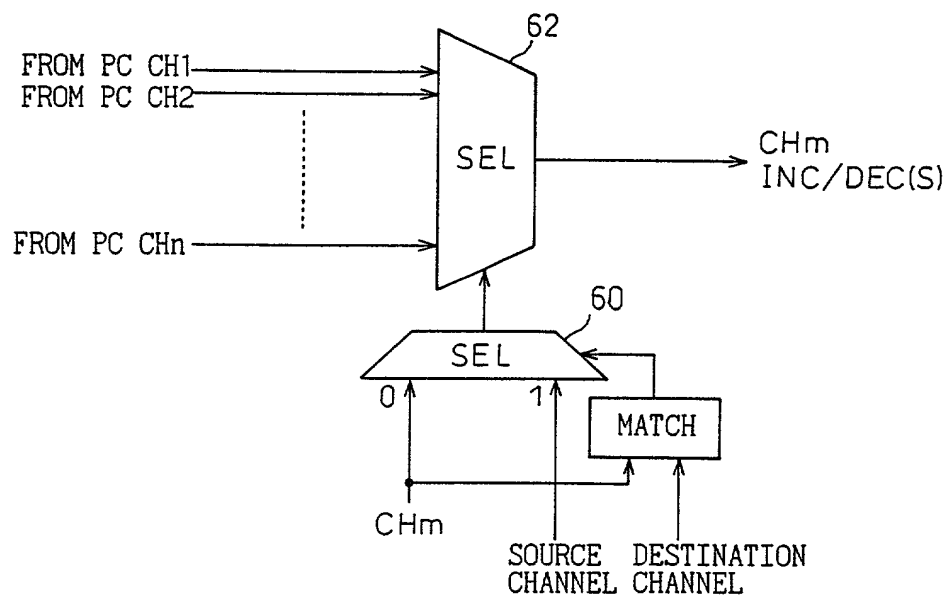 62
FROM PC CH1
FROM PC CH2
SEL
CHm
INC/DEC(S)
FROM PC CHn
60
SEL
0
1
MATCH
CHm
SOURCE DESTINATION
CHANNEL CHANNEL